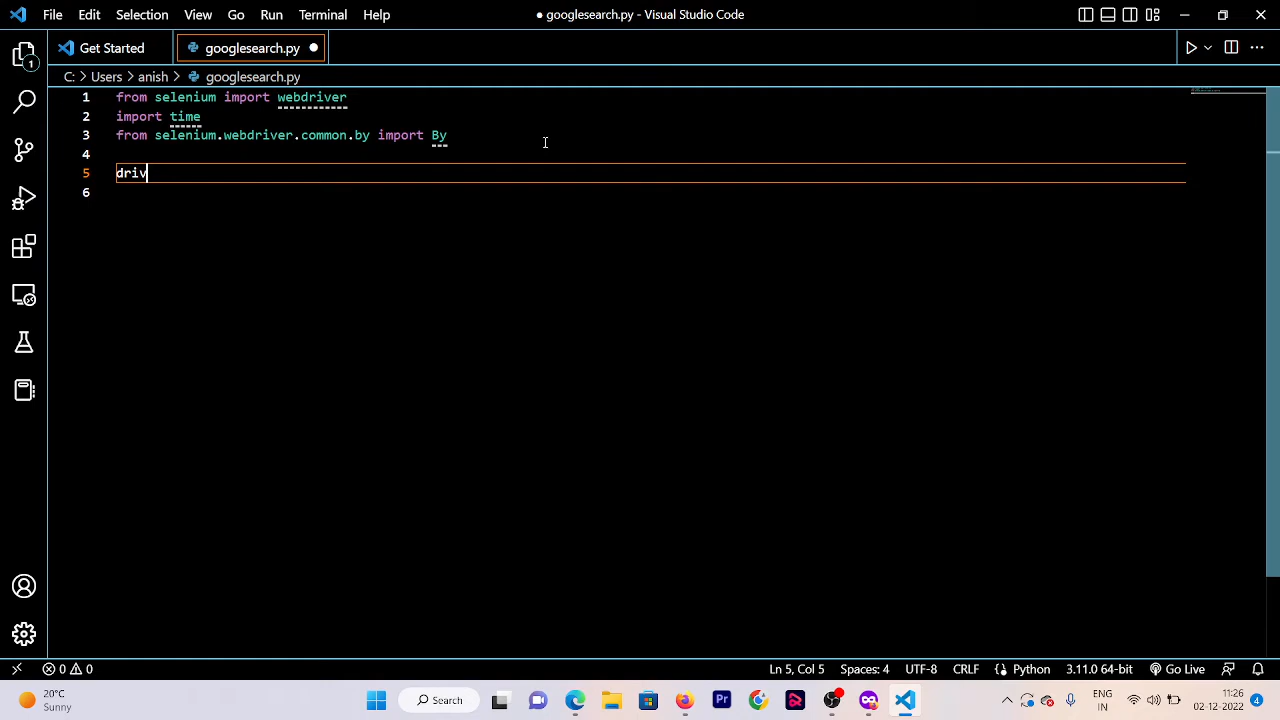 File Edit Selection View Go Run Terminal Help ● googlesearch.py - Visual Studio Code
Get Started googlesearch.py
C: > Users > anish > googlesearch.py
1 from selenium import webdriver
2 import time
3 from selenium.webdriver.common.by import By
4
5 driv
6
1
0 0 Ln 5, Col 5 Spaces: 4 UTF-8 CRLF Python 3.11.0 64-bit Go Live
20°C
Sunny
Search
Pr
ENG
IN
11:26
02-12-2022
4